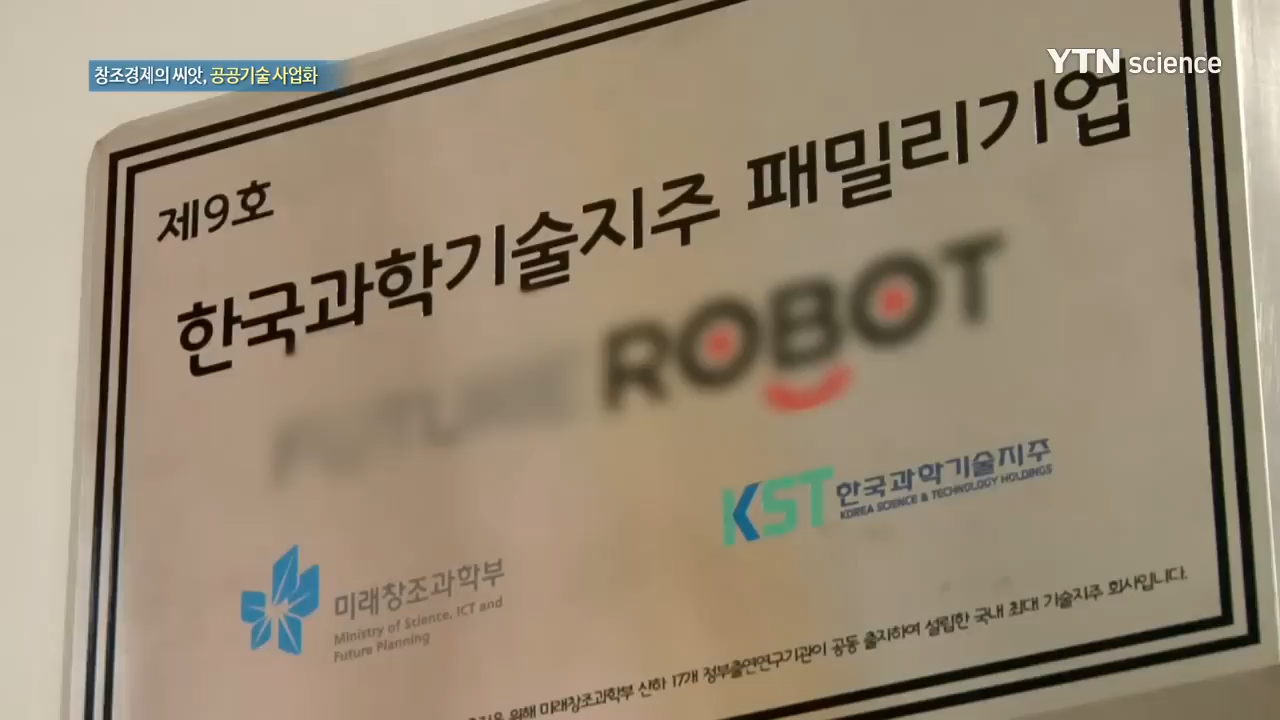 창조경제의 씨앗, 공공기술 사업화
YTN science
제9호
한국과학기술지주 패밀리기업
FUTURE ROBOT
KST 한국과학기술지주
KOREA SCIENCE & TECHNOLOGY HOLDINGS
미래창조과학부
Ministry of Science, ICT and
Future Planning
위해 미래창조과학부 산하 17개 정부출연연구기관이 공동 출자하여 설립한 국내 최대 기술지주 회사입니다.